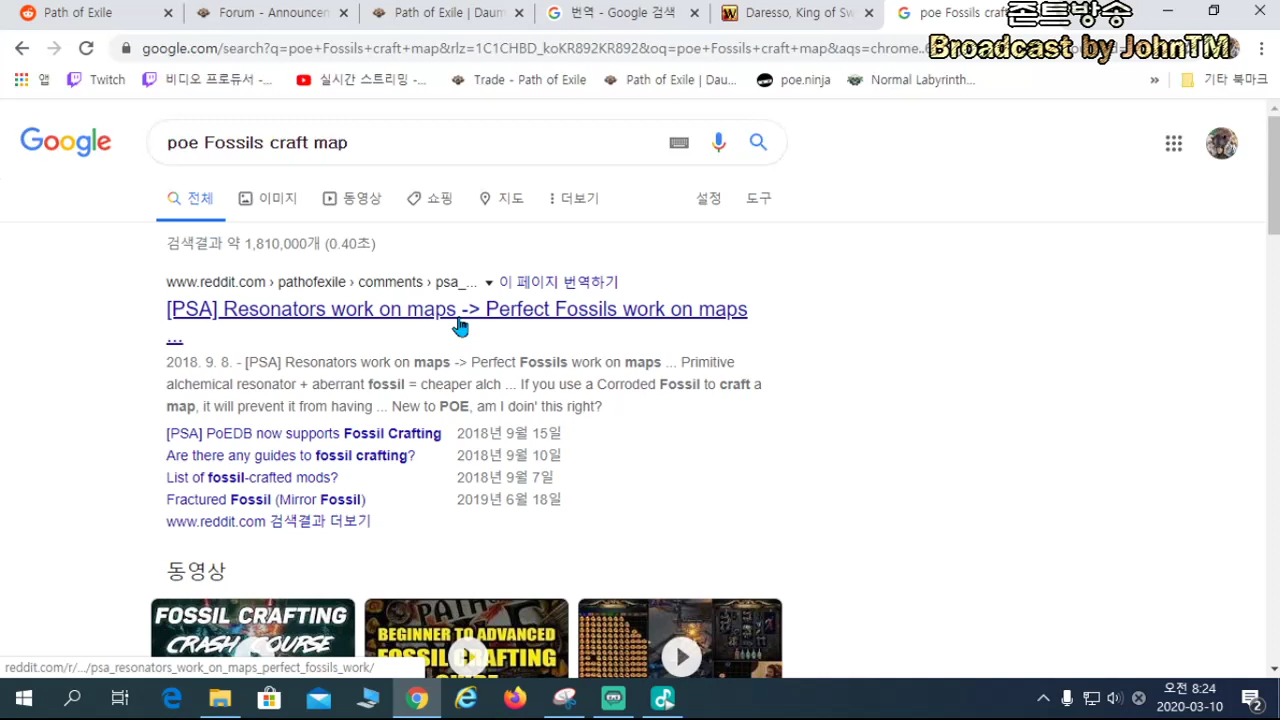 Path of Exile
Forum - Announcen
Path of Exile | Daum
번역 - Google 검색
Daresso, King of Sw
poe Fossils craf
존트방송
Broadcast by JohnTM
google.com/search?q=poe+Fossils+craft+map&rlz=1C1CHBD_koKR892KR892&oq=poe+Fossils+craft+map&aqs=chrome..6
앱
Twitch
비디오 프로듀서 -...
실시간 스트리밍 -...
Trade - Path of Exile
Path of Exile | Dau...
poe.ninja
Normal Labyrinth...
»
기타 북마크
Google
poe Fossils craft map
전체
이미지
동영상
쇼핑
지도
더보기
설정
도구
검색결과 약 1,810,000개 (0.40초)
www.reddit.com › pathofexile › comments › psa_... ▼ 이 페이지 번역하기
[PSA] Resonators work on maps -> Perfect Fossils work on maps
...
2018. 9. 8. - [PSA] Resonators work on maps -> Perfect Fossils work on maps ... Primitive
alchemical resonator + aberrant fossil = cheaper alch ... If you use a Corroded Fossil to craft a
map, it will prevent it from having ... New to POE, am I doin' this right?
[PSA] PoEDB now supports Fossil Crafting 2018년 9월 15일
Are there any guides to fossil crafting? 2018년 9월 10일
List of fossil-crafted mods? 2018년 9월 7일
Fractured Fossil (Mirror Fossil) 2019년 6월 18일
www.reddit.com 검색결과 더보기
동영상
FOSSIL CRAFTING
CRASH COURSE
PATH
BEGINNER TO ADVANCED
FOSSIL CRAFTING
reddit.com/r/.../psa_resonators_work_on_maps_perfect_fossils_work/
오전 8:24
2020-03-10
2